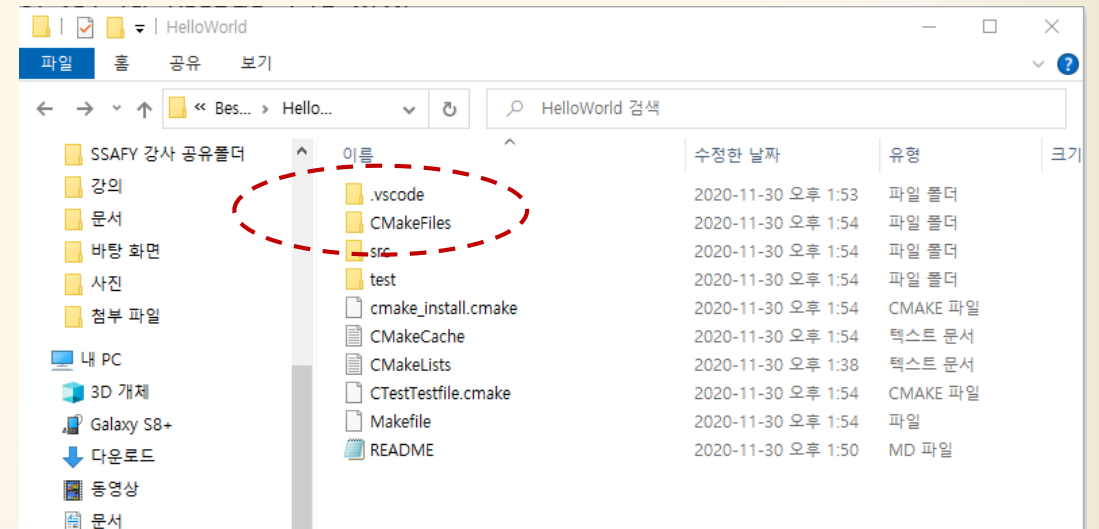 HelloWorld
파일 홈 공유 보기
« Bes... › Hello...
HelloWorld 검색
SSAFY 강사 공유폴더
강의
문서
바탕 화면
사진
첨부 파일
내 PC
3D 개체
Galaxy S8+
다운로드
동영상
문서
이름 수정한 날짜 유형 크기
.vscode 2020-11-30 오후 1:53 파일 폴더
CMakeFiles 2020-11-30 오후 1:54 파일 폴더
src 2020-11-30 오후 1:54 파일 폴더
test 2020-11-30 오후 1:54 파일 폴더
cmake_install.cmake 2020-11-30 오후 1:54 CMAKE 파일
CMakeCache 2020-11-30 오후 1:54 텍스트 문서
CMakeLists 2020-11-30 오후 1:38 텍스트 문서
CTestTestfile.cmake 2020-11-30 오후 1:54 CMAKE 파일
Makefile 2020-11-30 오후 1:54 파일
README 2020-11-30 오후 1:50 MD 파일